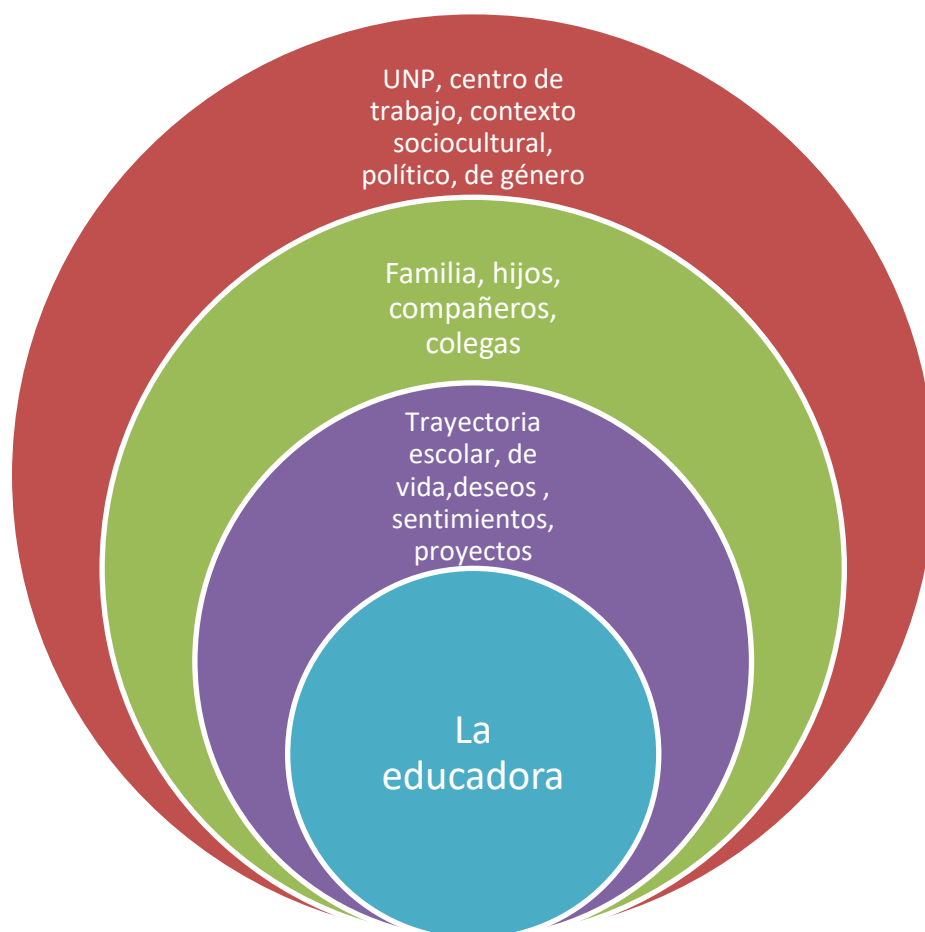 UNP, centro de
trabajo, contexto
sociocultural,
político, de género
Familia, hijos,
compañeros,
colegas
Trayectoria
escolar, de
vida,deseos ,
sentimientos,
proyectos
La
educadora